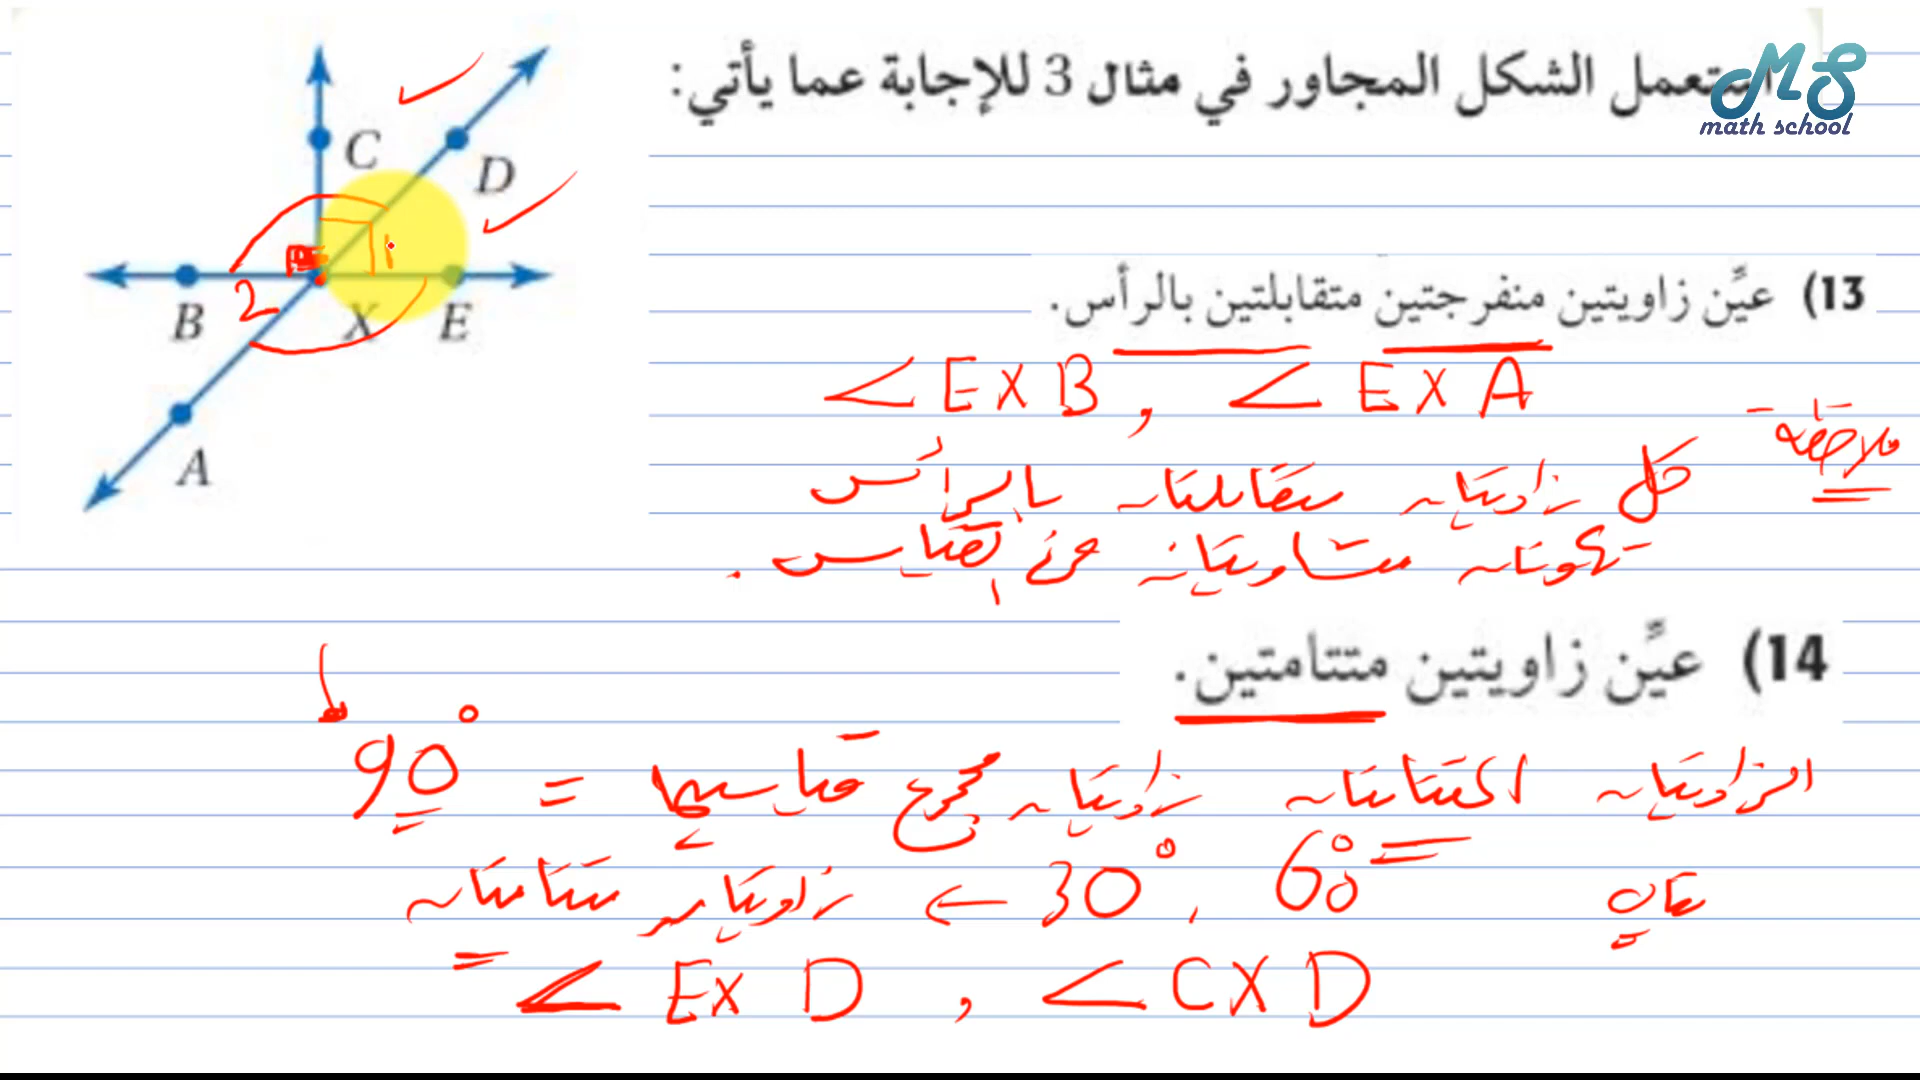 استعمل الشكل المجاور في مثال 3 للإجابة عما يأتي:
MS
math school
C
D
B
2
X
1
E
A
13) عيِّن زاويتين منفرجتين متقابلتين بالرأس.
<EXB , <EXA
ملاحظة
كل زاويتان متقابلتان بالرأس
تكونان متساويتان في القياس .
14) عيِّن زاويتين متتامتين.
الزاويتان المتتامتان زاويتان مجموع قياسيهما = 90°
60° , 30° ← زاويتان متتامتان
<EXD , <CXD